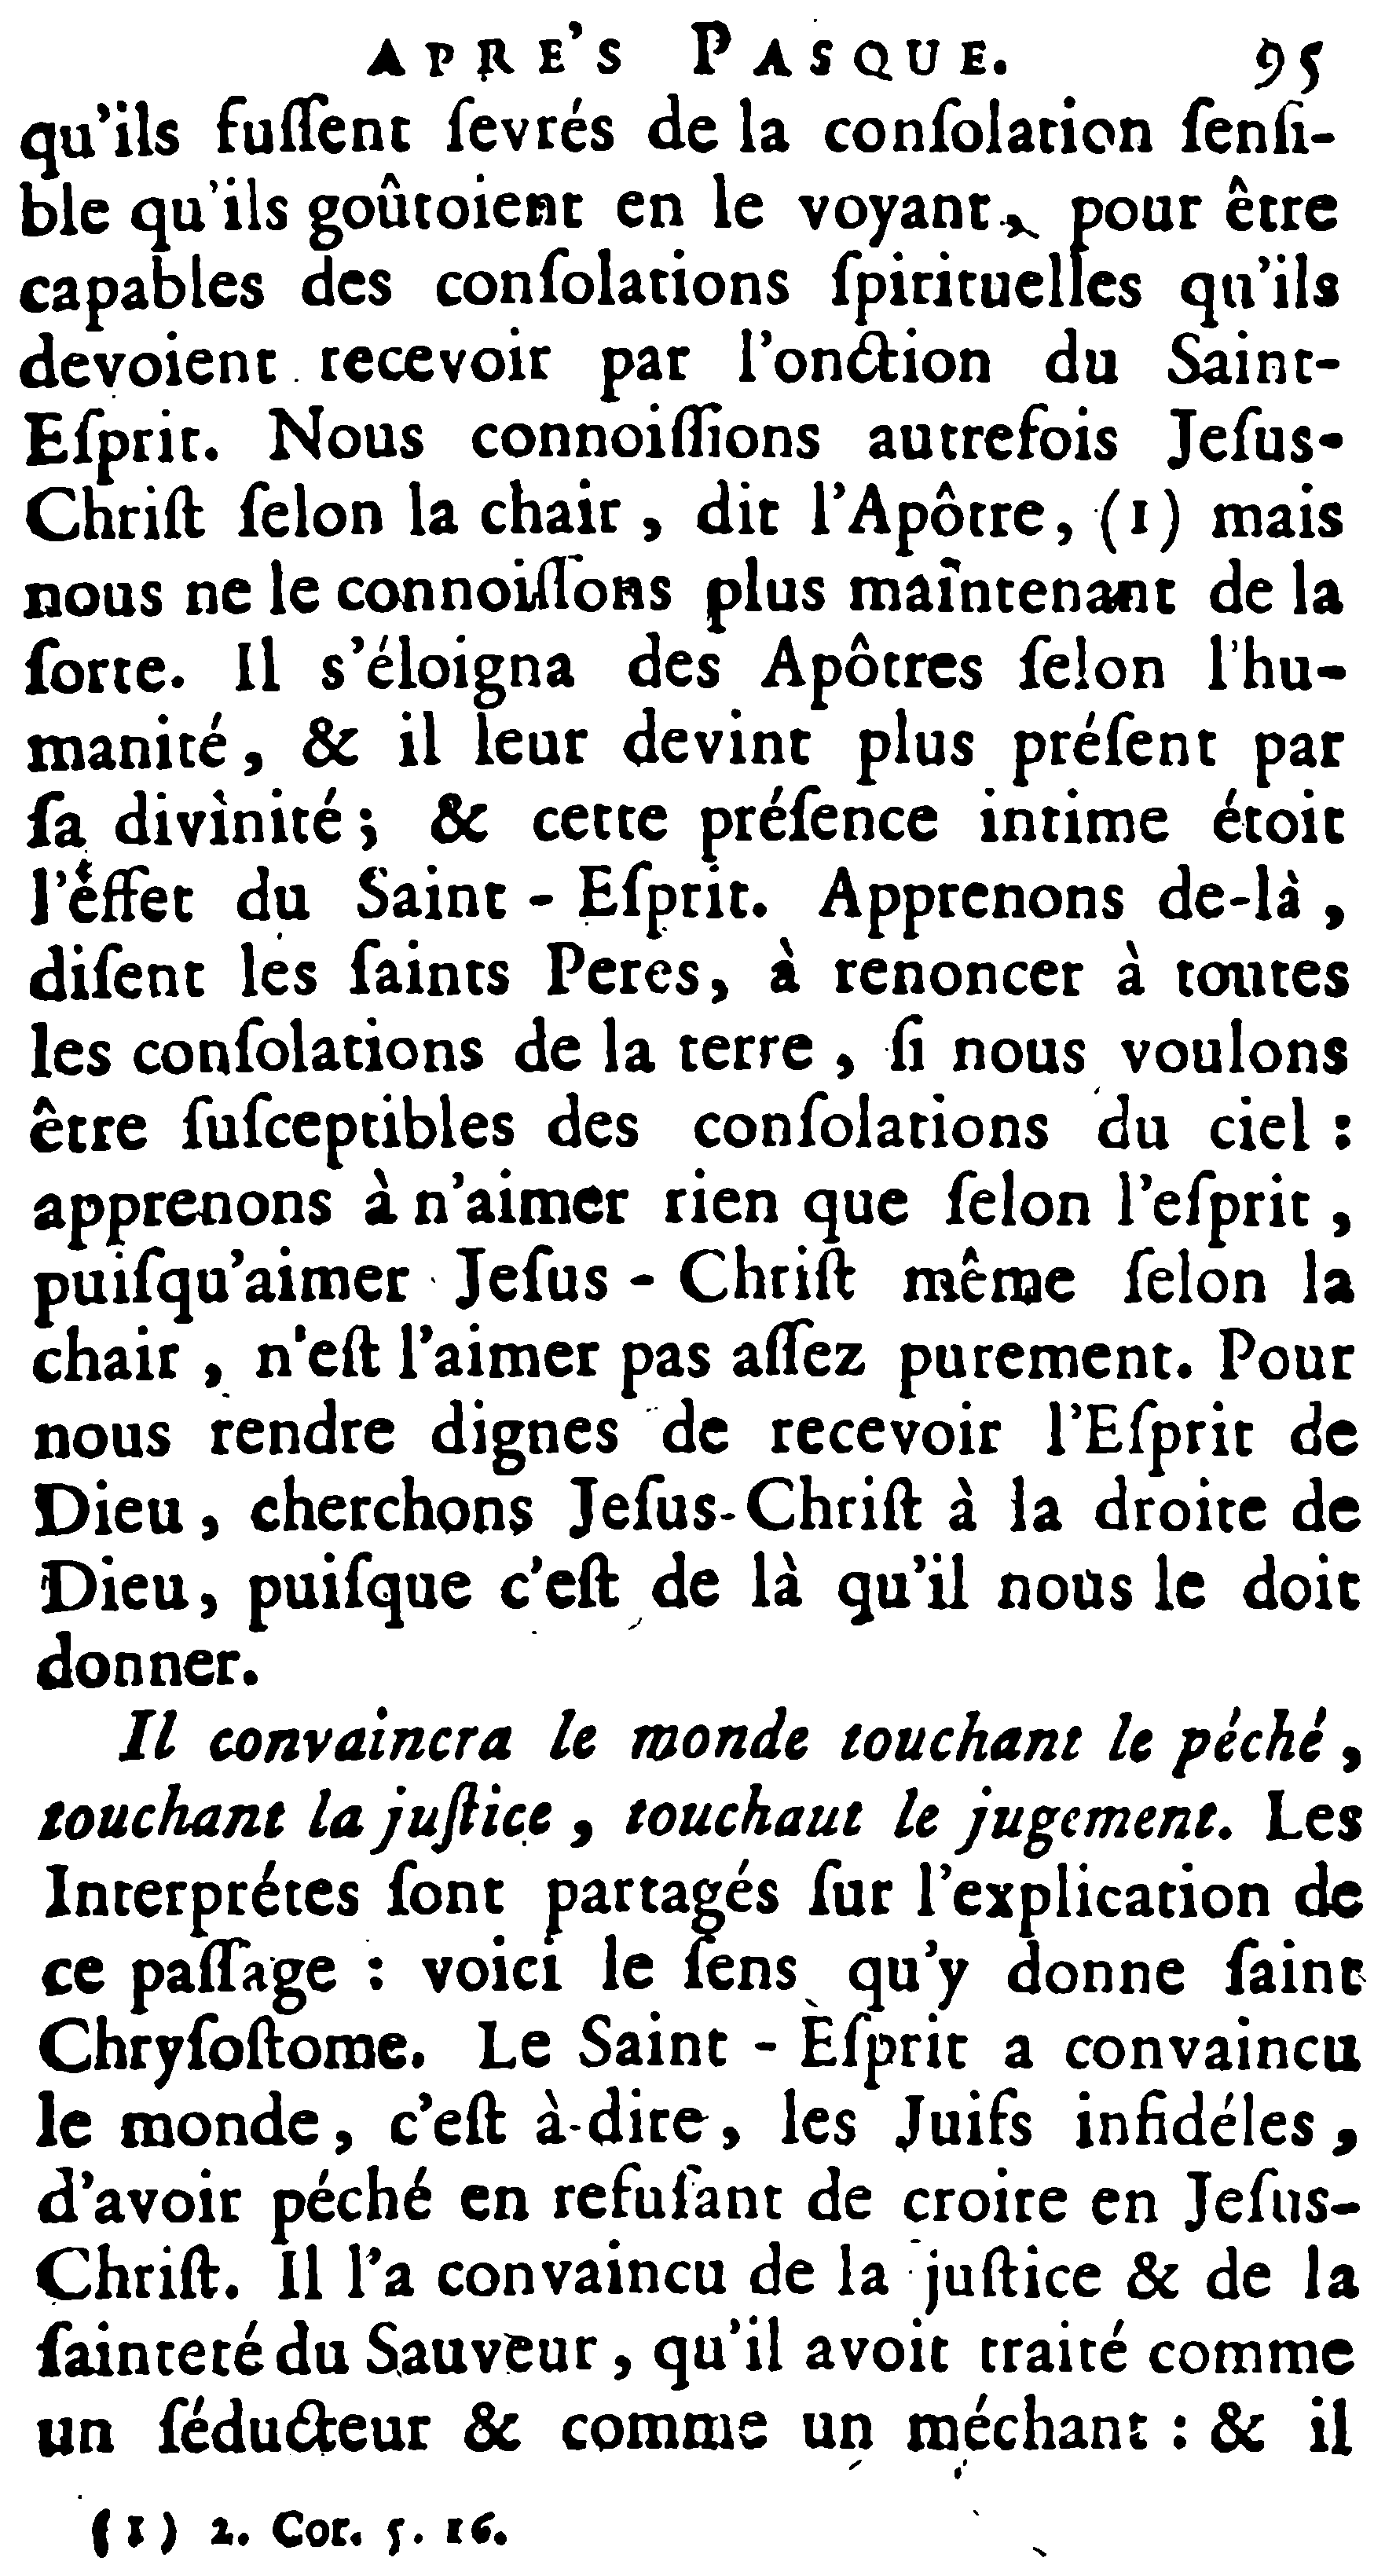 APRE'S PASQUE. 95
qu'ils fuſſent ſevrés de la conſolation ſenſi-
ble qu'ils goûtoient en le voyant, pour être
capables des conſolations ſpirituelles qu'ils
devoient recevoir par l'onction du Saint-
Eſprit. Nous connoiſſions autrefois Jeſus-
Chriſt ſelon la chair, dit l'Apôtre, (1) mais
nous ne le connoiſſons plus maintenant de la
ſorte. Il s'éloigna des Apôtres ſelon l'hu-
manité, & il leur devint plus préſent par
ſa divinité; & cette préſence intime étoit
l'effet du Saint-Eſprit. Apprenons de-là,
diſent les ſaints Peres, à renoncer à toutes
les conſolations de la terre, ſi nous voulons
être ſuſceptibles des conſolations du ciel :
apprenons à n'aimer rien que ſelon l'eſprit,
puiſqu'aimer Jeſus-Chriſt même ſelon la
chair, n'eſt l'aimer pas aſſez purement. Pour
nous rendre dignes de recevoir l'Eſprit de
Dieu, cherchons Jeſus-Chriſt à la droite de
Dieu, puiſque c'eſt de là qu'il nous le doit
donner.
Il convaincra le monde touchant le péché,
touchant la juſtice, touchaut le jugement. Les
Interprétes ſont partagés ſur l'explication de
ce paſſage : voici le ſens qu'y donne ſaint
Chryſoſtome. Le Saint-Eſprit a convaincu
le monde, c'eſt à-dire, les Juifs infidéles,
d'avoir péché en refuſant de croire en Jeſus-
Chriſt. Il l'a convaincu de la juſtice & de la
ſainteté du Sauveur, qu'il avoit traité comme
un ſéducteur & comme un méchant : & il
(1) 2. Cor. 5. 16.